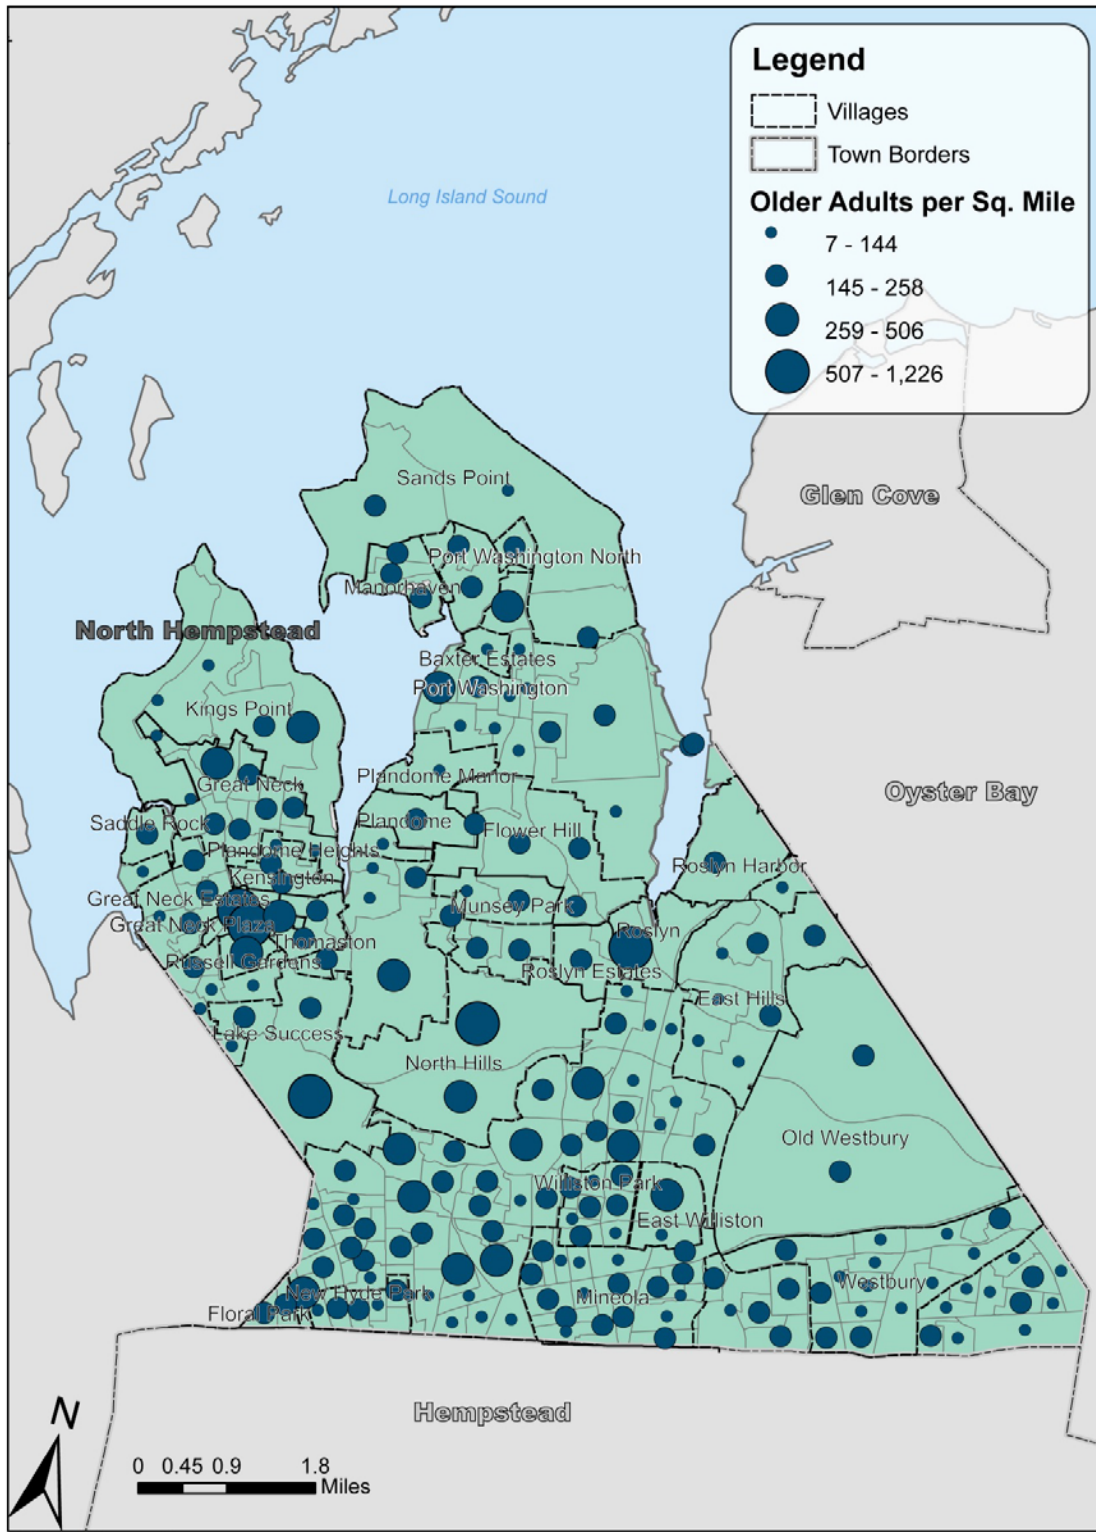 Legend
Villages
Town Borders
Older Adults per Sq. Mile
7 - 144
145 - 258
259 - 506
507 - 1,226
Long Island Sound
Sands Point
Glen Cove
Port Washington North
Manorhaven
North Hempstead
Baxter Estates
Port Washington
Kings Point
Plandome Manor
Great Neck
Oyster Bay
Saddle Rock
Plandome
Flower Hill
Plandome Heights
Roslyn Harbor
Kensington
Great Neck Estates
Munsey Park
Great Neck Plaza
Roslyn
Thomaston
Russell Gardens
Roslyn Estates
East Hills
Lake Success
North Hills
Old Westbury
Williston Park
East Williston
Westbury
New Hyde Park
Mineola
Floral Park
Hempstead
N
0 0.45 0.9 1.8
Miles